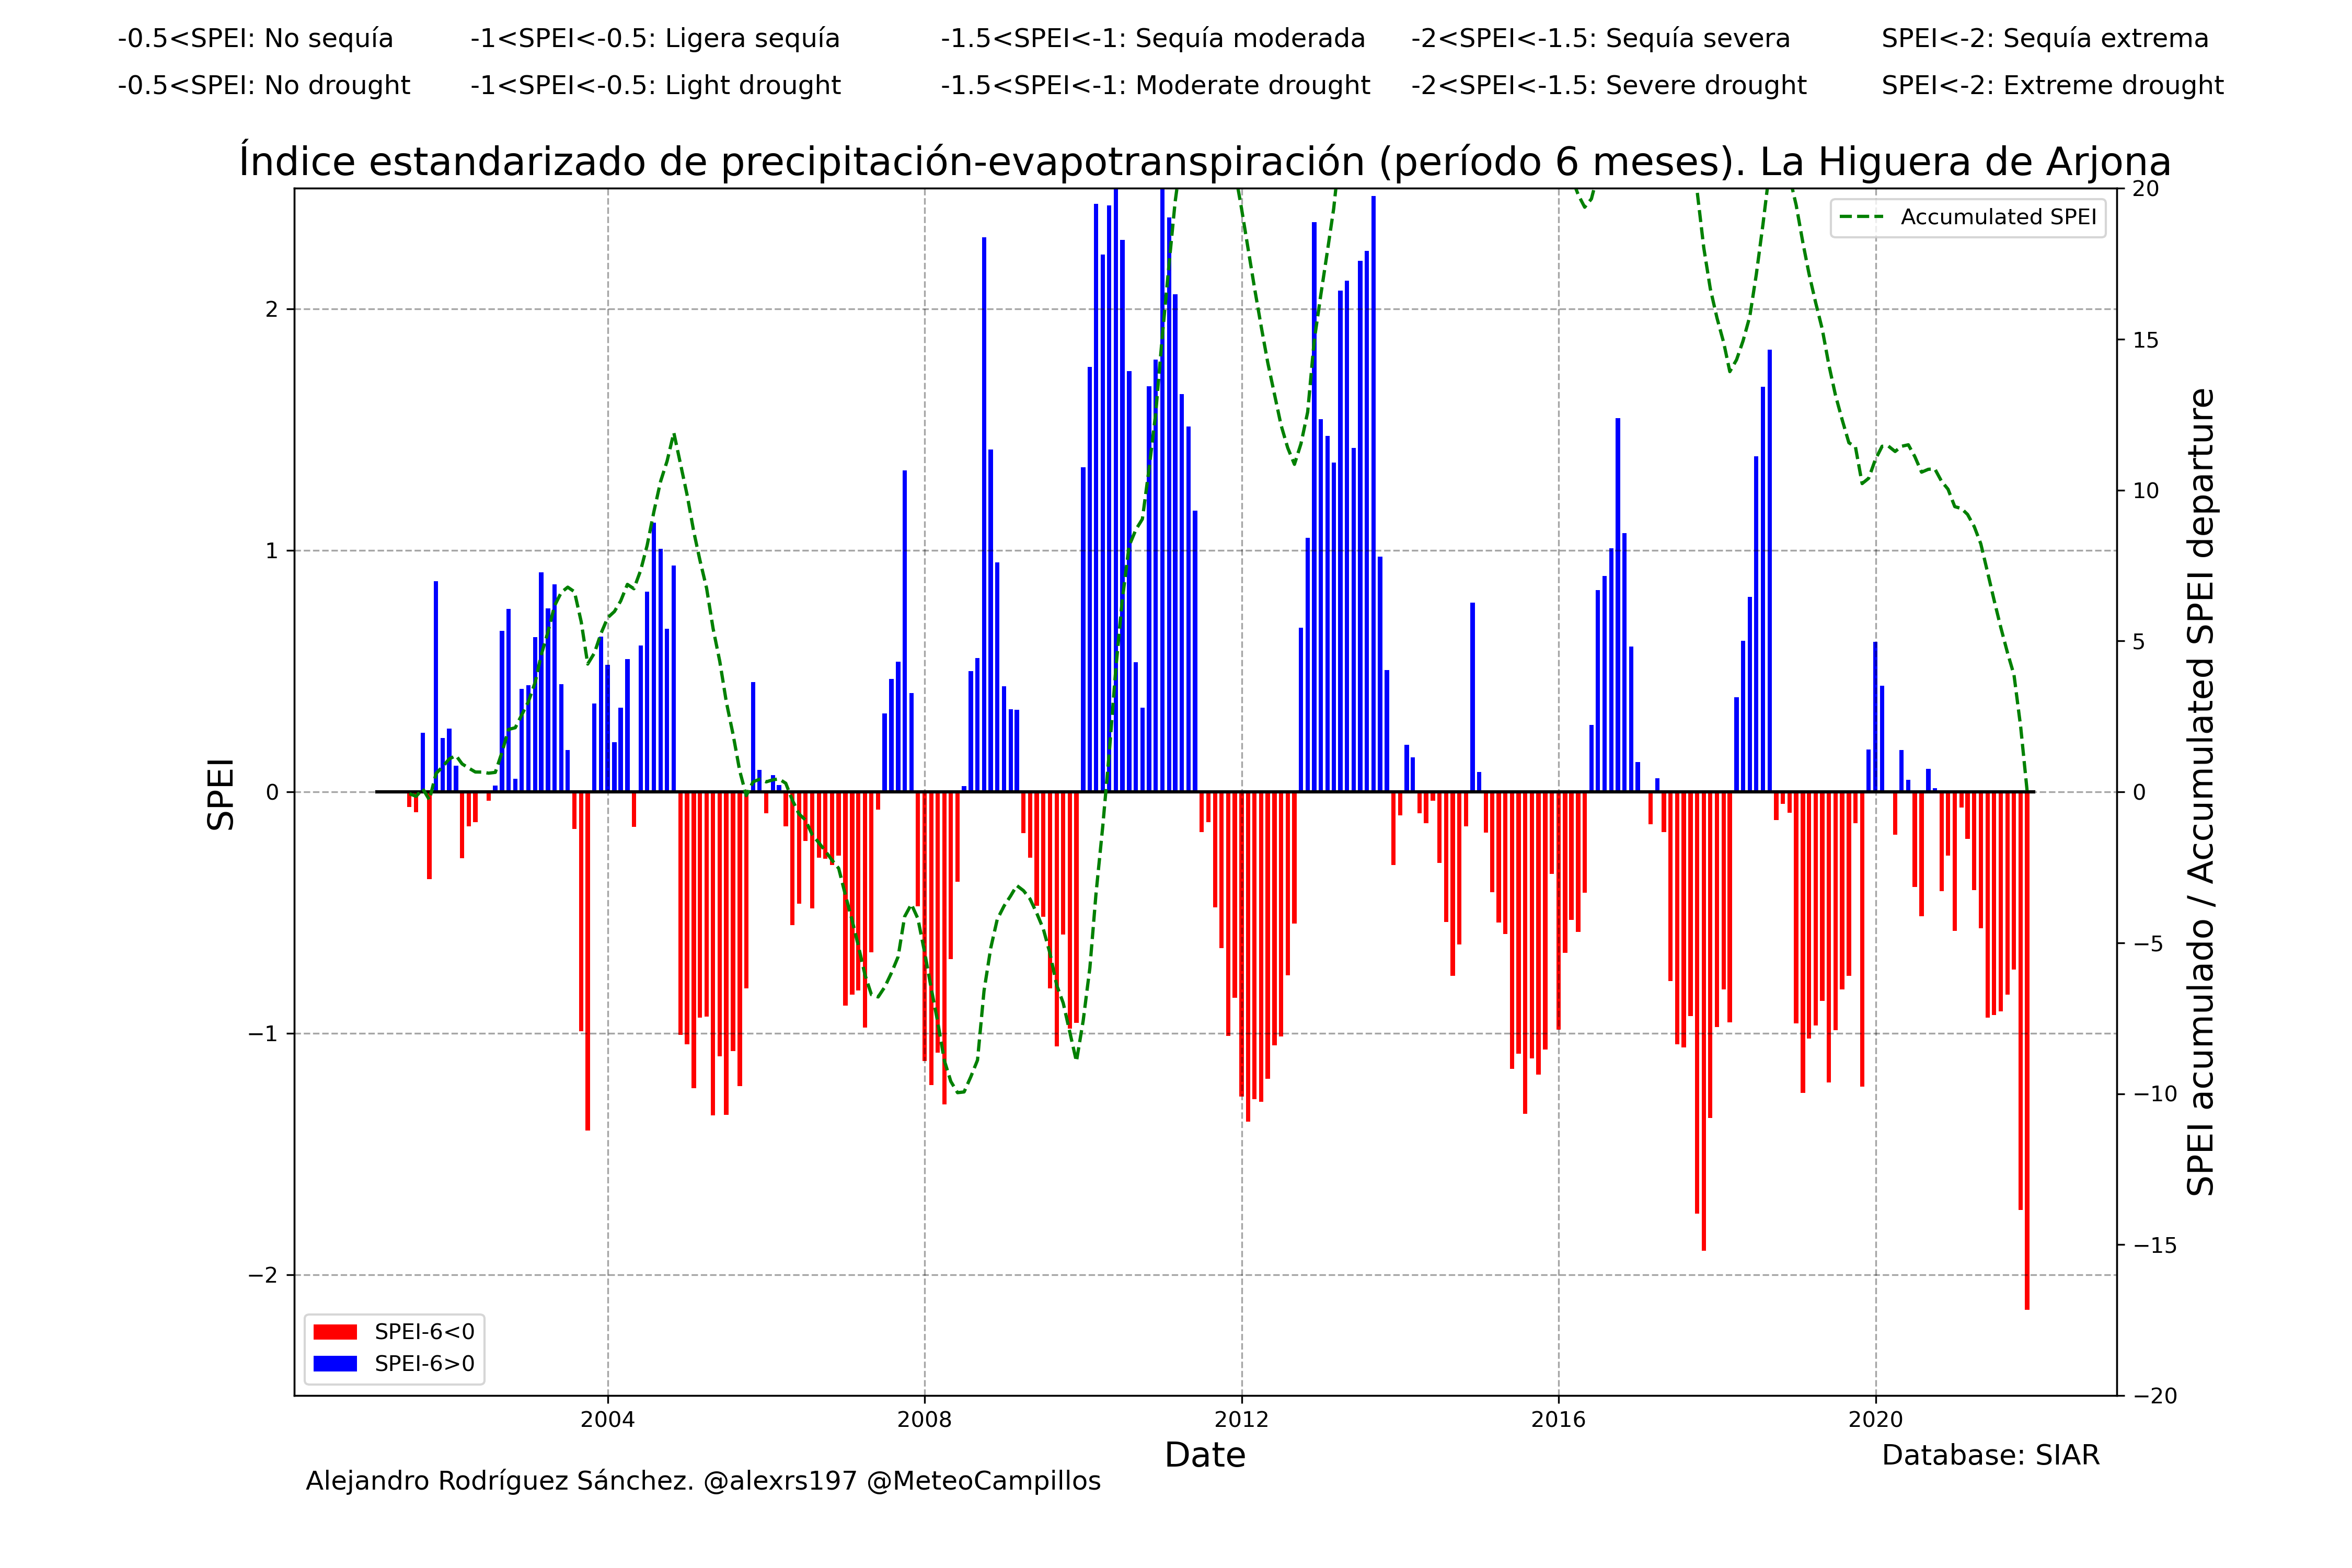 -0.5<SPEI: No sequía -1<SPEI<-0.5: Ligera sequía -1.5<SPEI<-1: Sequía moderada -2<SPEI<-1.5: Sequía severa SPEI<-2: Sequía extrema
-0.5<SPEI: No drought -1<SPEI<-0.5: Light drought -1.5<SPEI<-1: Moderate drought -2<SPEI<-1.5: Severe drought SPEI<-2: Extreme drought
Índice estandarizado de precipitación-evapotranspiración (período 6 meses). La Higuera de Arjona
Accumulated SPEI
SPEI
2
1
0
−1
−2
20
15
10
5
0
−5
−10
−15
−20
SPEI acumulado / Accumulated SPEI departure
SPEI-6<0
SPEI-6>0
2004 2008 2012 2016 2020
Date
Database: SIAR
Alejandro Rodríguez Sánchez. @alexrs197 @MeteoCampillos